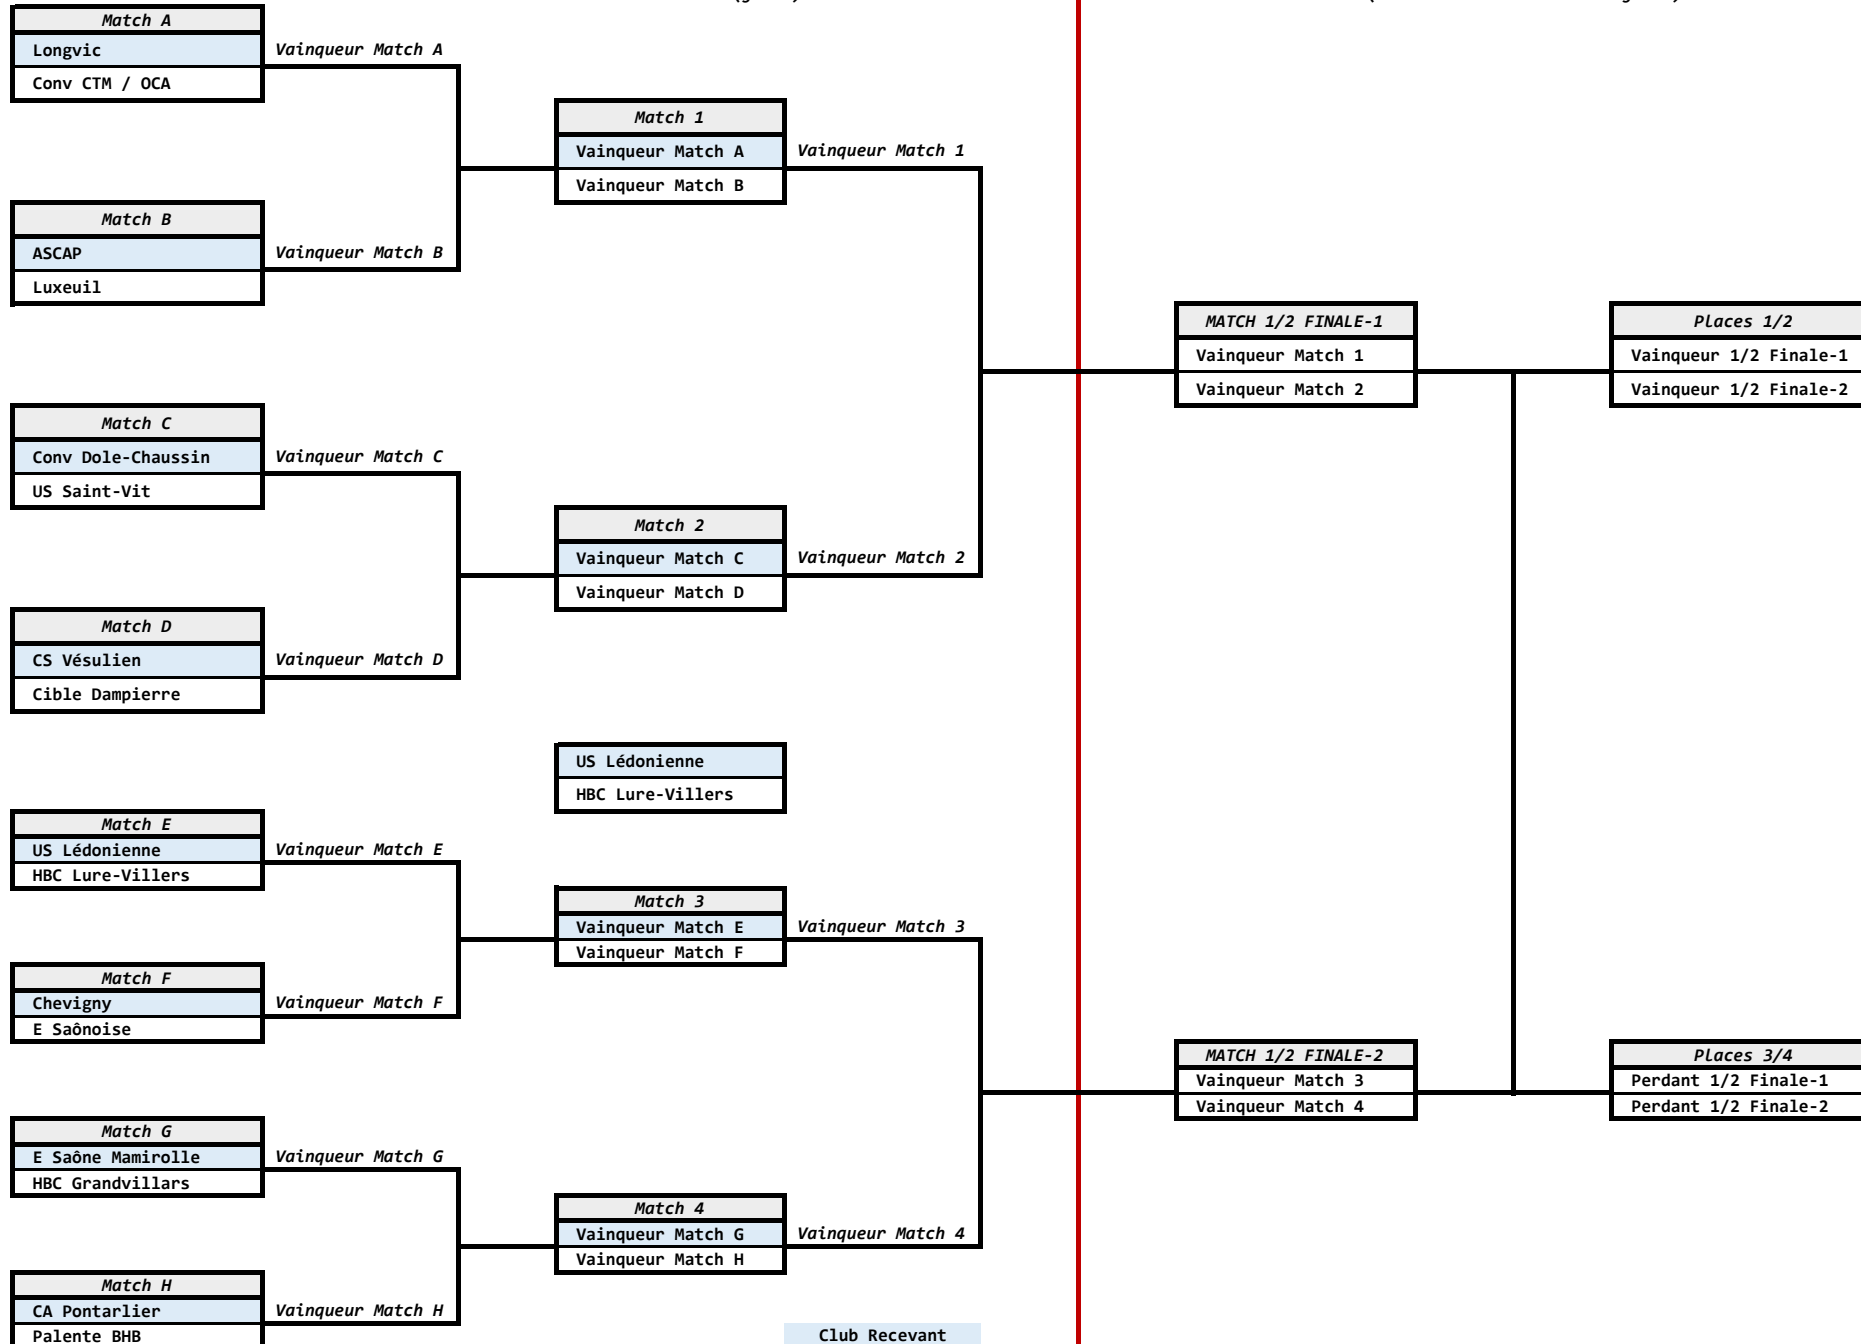 Match A
Longvic
Vainqueur Match A
Conv CTM / OCA
Match 1
Vainqueur Match A
Vainqueur Match 1
Vainqueur Match B
Match B
ASCAP
Vainqueur Match B
Luxeuil
MATCH 1/2 FINALE-1
Vainqueur Match 1
Vainqueur Match 2
Places 1/2
Vainqueur 1/2 Finale-1
Vainqueur 1/2 Finale-2
Match C
Conv Dole-Chaussin
Vainqueur Match C
US Saint-Vit
Match 2
Vainqueur Match C
Vainqueur Match 2
Vainqueur Match D
Match D
CS Vésulien
Vainqueur Match D
Cible Dampierre
US Lédonienne
HBC Lure-Villers
Match E
US Lédonienne
Vainqueur Match E
HBC Lure-Villers
Match 3
Vainqueur Match E
Vainqueur Match 3
Vainqueur Match F
Match F
Chevigny
Vainqueur Match F
E Saônoise
MATCH 1/2 FINALE-2
Vainqueur Match 3
Vainqueur Match 4
Places 3/4
Perdant 1/2 Finale-1
Perdant 1/2 Finale-2
Match G
E Saône Mamirolle
Vainqueur Match G
HBC Grandvillars
Match 4
Vainqueur Match G
Vainqueur Match 4
Vainqueur Match H
Match H
CA Pontarlier
Vainqueur Match H
Palente BHB
Club Recevant